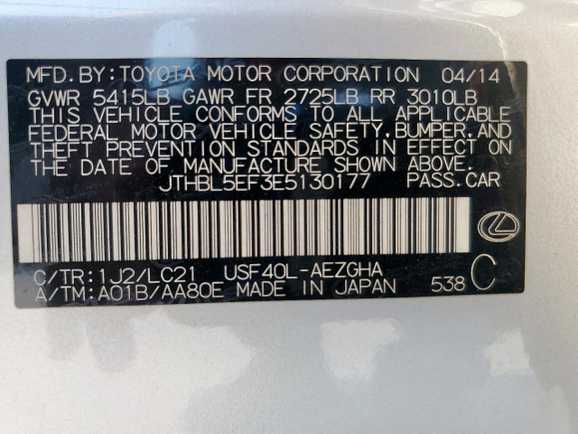 MFD.BY:TOYOTA MOTOR CORPORATION 04/14
GVWR 5415LB GAWR FR 2725LB RR 3010LB
THIS VEHICLE CONFORMS TO ALL APPLICABLE
FEDERAL MOTOR VEHICLE SAFETY,BUMPER,AND
THEFT PREVENTION STANDARDS IN EFFECT ON
THE DATE OF MANUFACTURE SHOWN ABOVE.
JTHBL5EF3E5130177 PASS.CAR
C/TR:1J2/LC21 USF40L-AEZGHA C
A/TM:A01B/AA80E MADE IN JAPAN 538